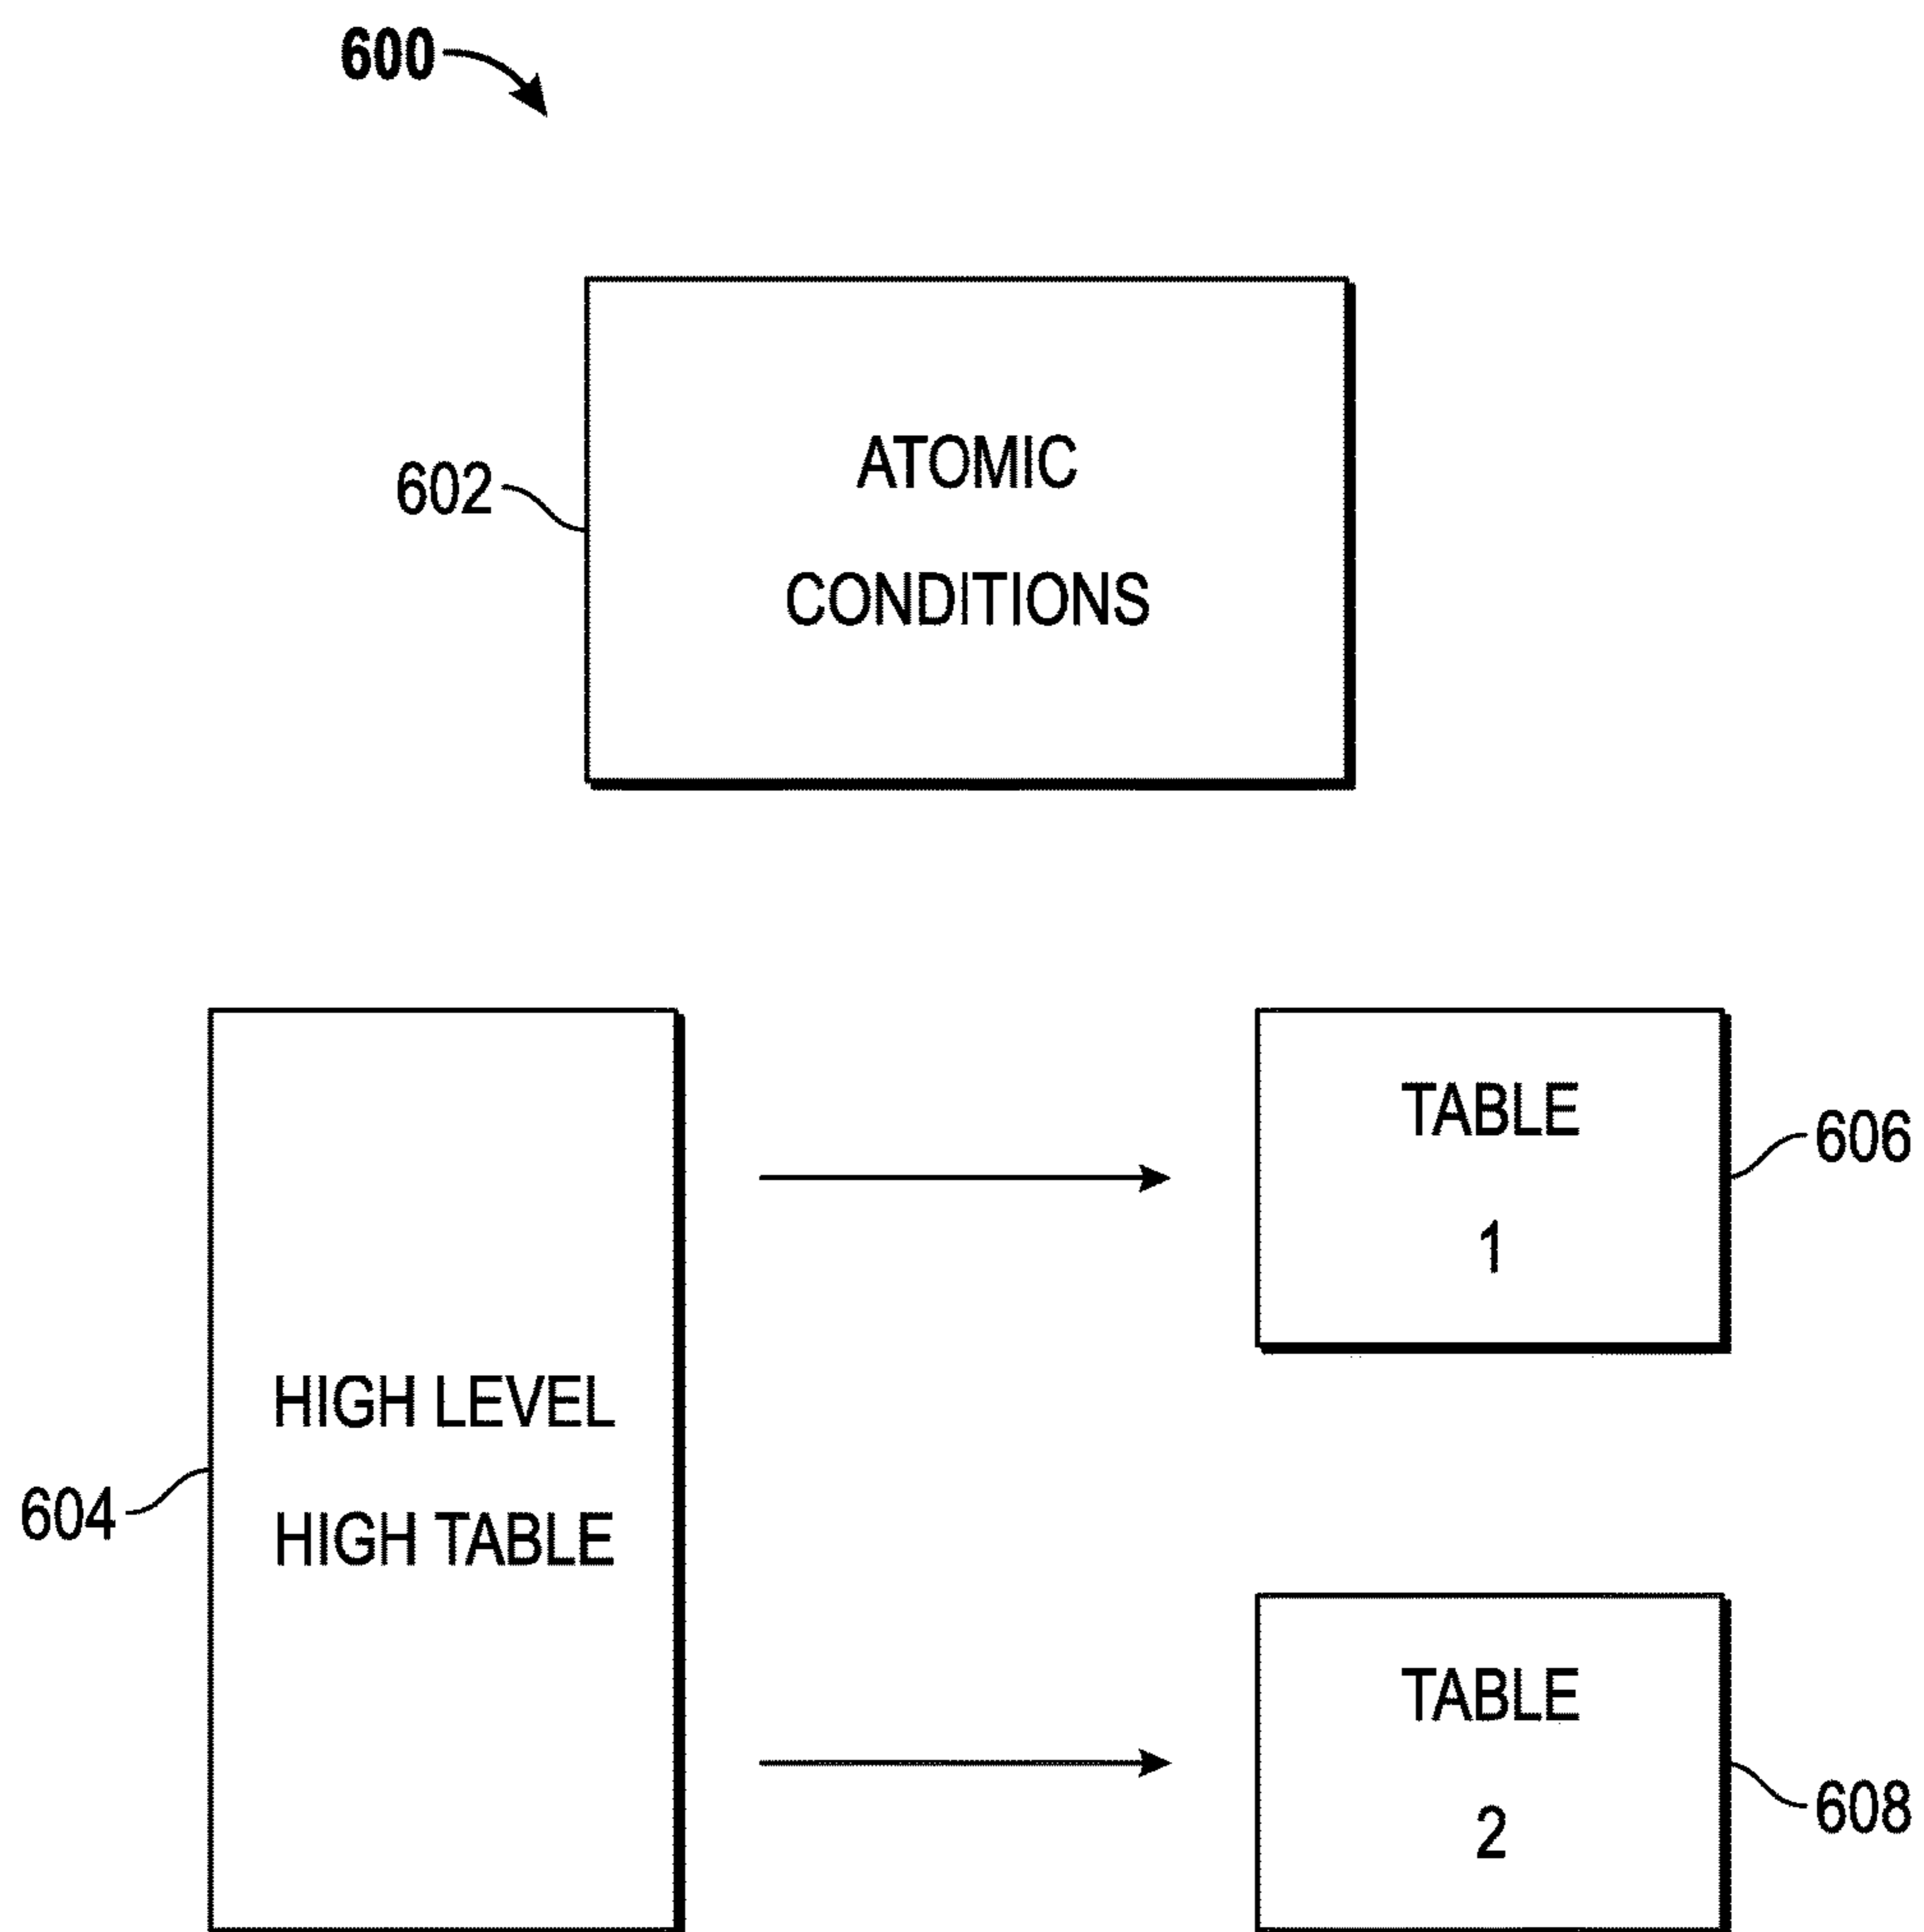 600
602
ATOMIC
CONDITIONS
604
HIGH LEVEL
HIGH TABLE
TABLE
1
606
TABLE
2
608